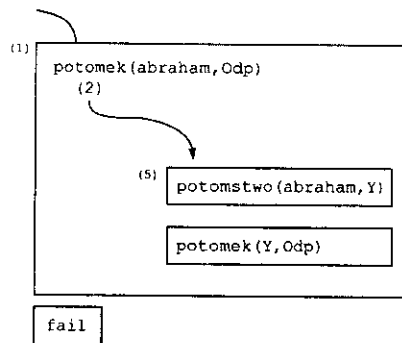 (1)
potomek(abraham,Odp)
(2)
(5)
potomstwo(abraham,Y)
potomek(Y,Odp)
fail